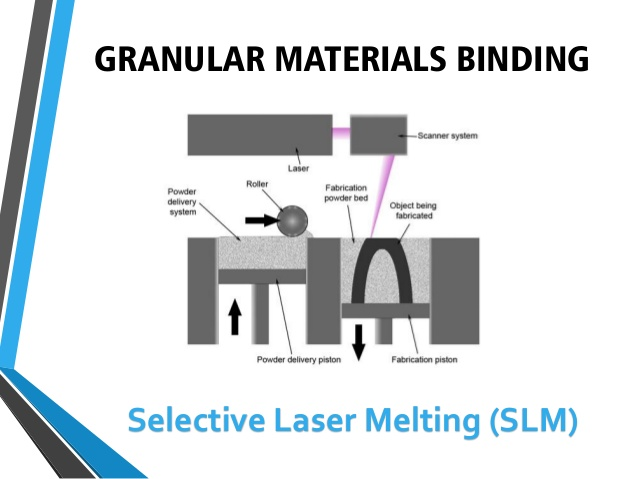 GRANULAR MATERIALS BINDING
Scanner system
Laser
Roller
Powder
delivery
system
Fabrication
powder bed
Object being
fabricated
Powder delivery piston
Fabrication piston
Selective Laser Melting (SLM)